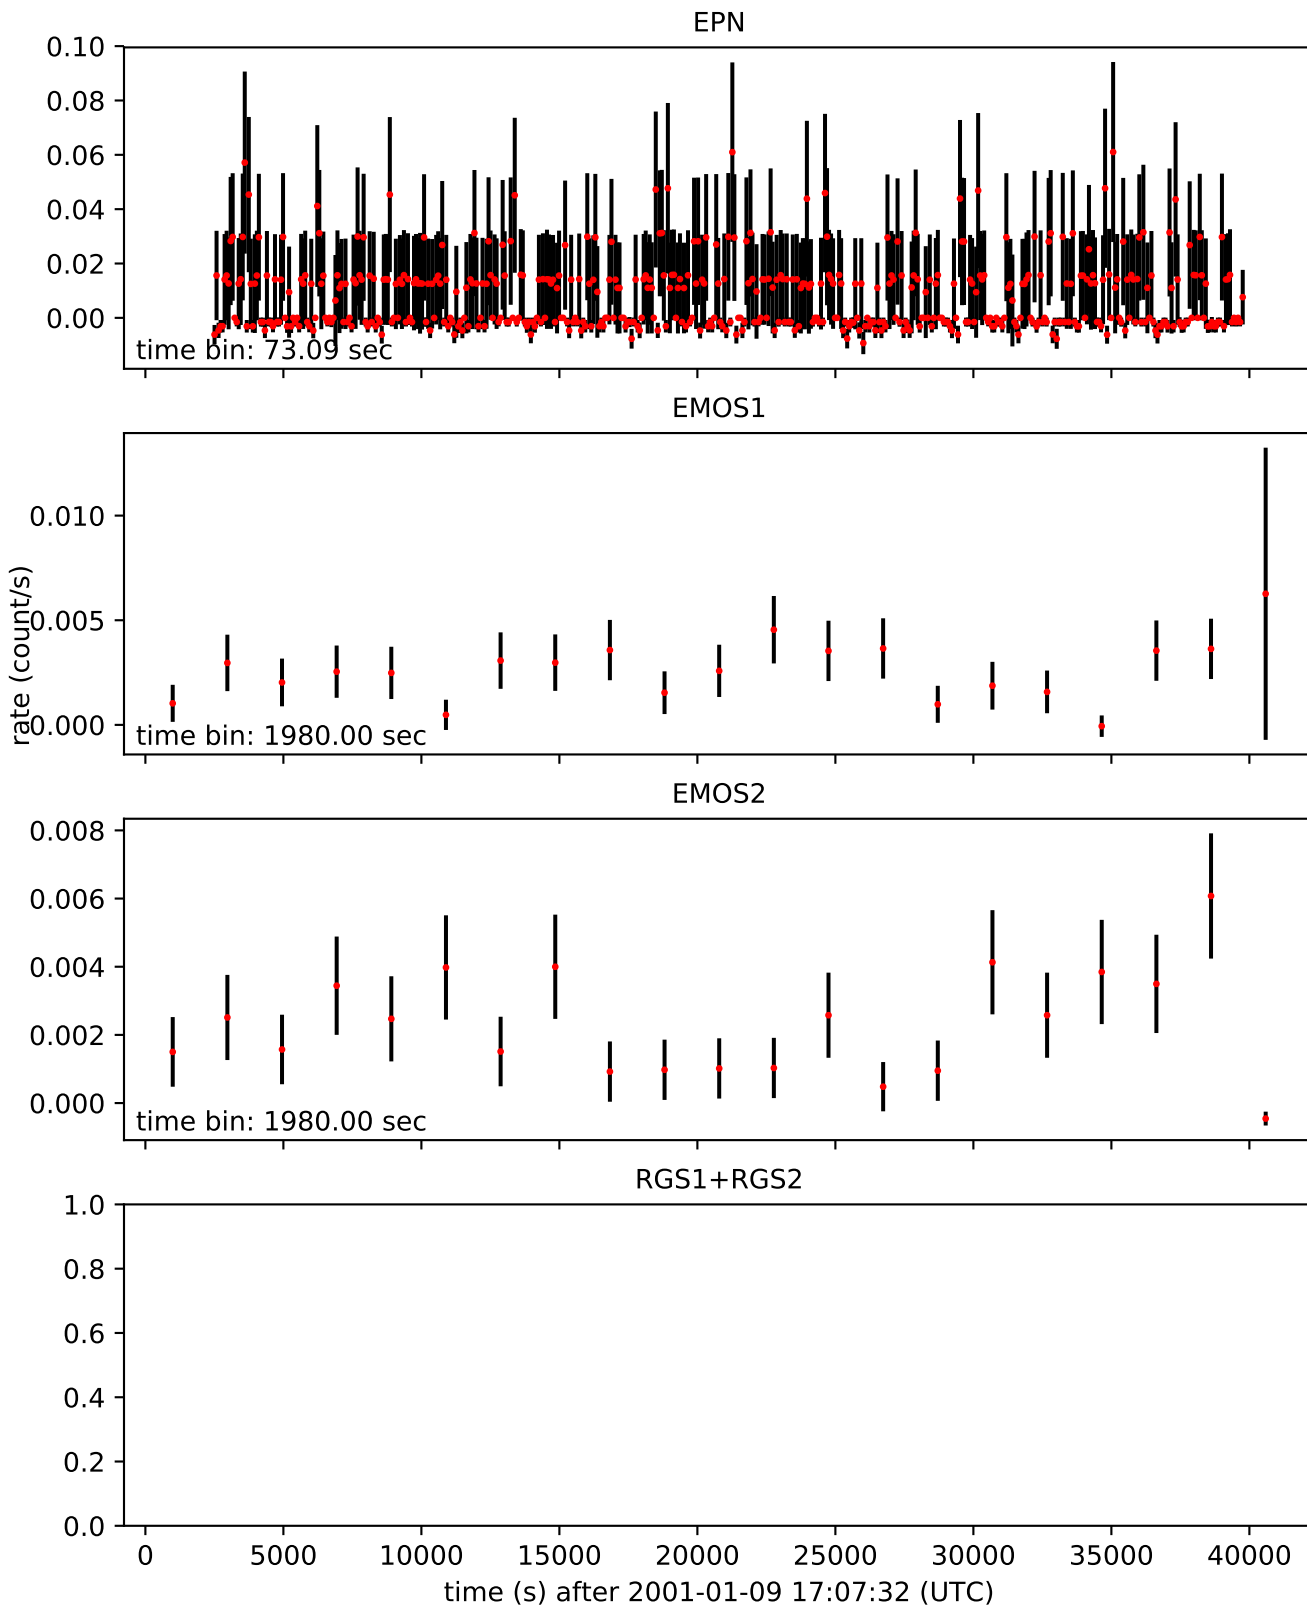 EPN
0.10
0.08
0.06
0.04
0.02
0.00
time bin: 73.09 sec
EMOS1
0.010
0.005
0.000
time bin: 1980.00 sec
rate (count/s)
EMOS2
0.008
0.006
0.004
0.002
0.000
time bin: 1980.00 sec
RGS1+RGS2
1.0
0.8
0.6
0.4
0.2
0.0
0 5000 10000 15000 20000 25000 30000 35000 40000
time (s) after 2001-01-09 17:07:32 (UTC)